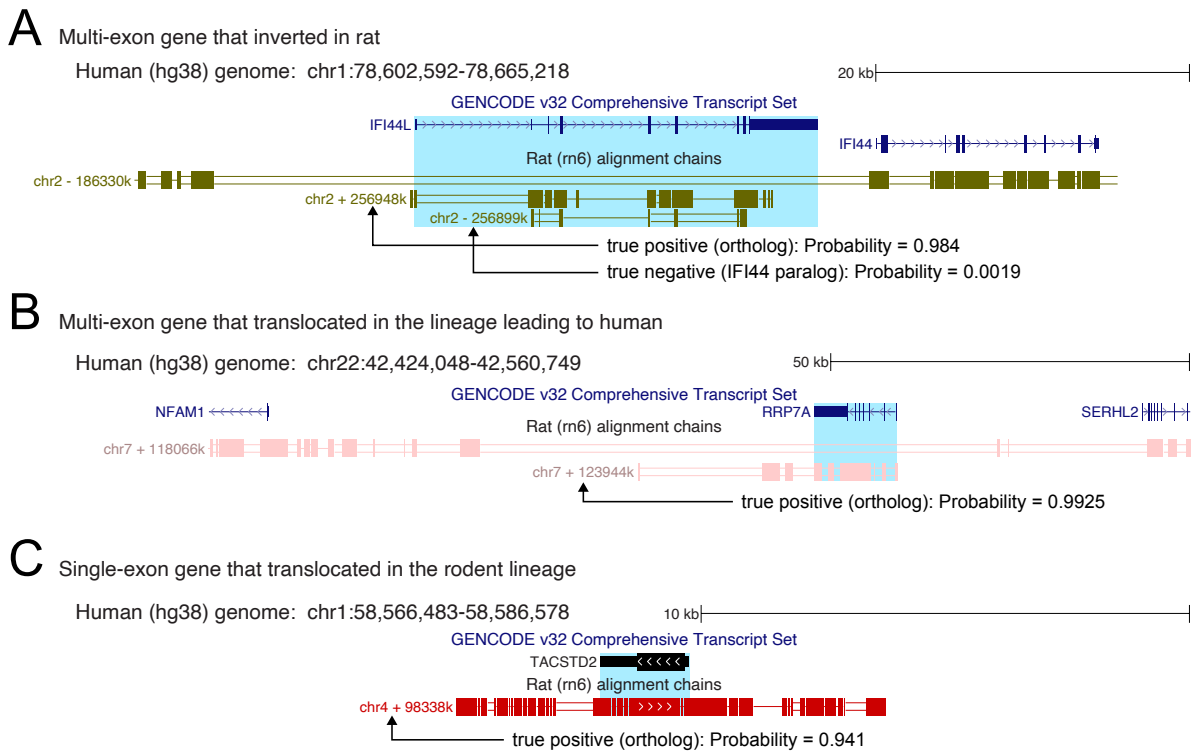 A Multi-exon gene that inverted in rat
Human (hg38) genome: chr1:78,602,592-78,665,218
20 kb
GENCODE v32 Comprehensive Transcript Set
IFI44L
IFI44
Rat (rn6) alignment chains
chr2 - 186330k
chr2 + 256948k
chr2 - 256899k
true positive (ortholog): Probability = 0.984
true negative (IFI44 paralog): Probability = 0.0019
B Multi-exon gene that translocated in the lineage leading to human
Human (hg38) genome: chr22:42,424,048-42,560,749
50 kb
GENCODE v32 Comprehensive Transcript Set
NFAM1 RRP7A SERHL2
Rat (rn6) alignment chains
chr7 + 118066k
chr7 + 123944k
true positive (ortholog): Probability = 0.9925
C Single-exon gene that translocated in the rodent lineage
Human (hg38) genome: chr1:58,566,483-58,586,578
10 kb
GENCODE v32 Comprehensive Transcript Set
TACSTD2
Rat (rn6) alignment chains
chr4 + 98338k
true positive (ortholog): Probability = 0.941